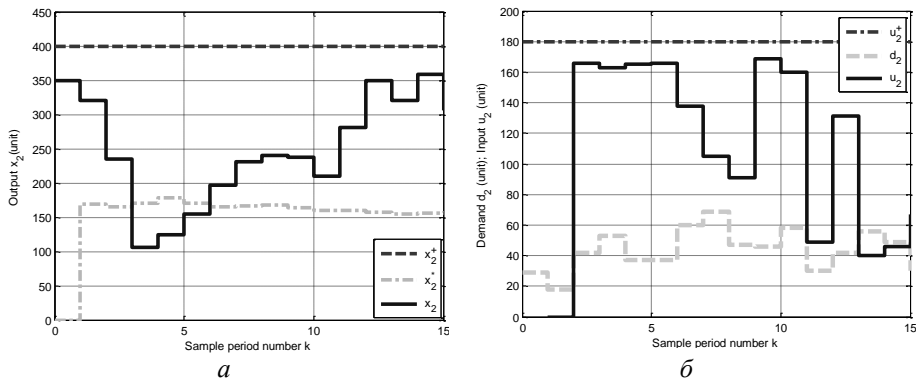 450
400
350
300
250
200
150
100
50
0
Output x₂(unit)
0 5 10 15
Sample period number k
x₂⁺
x₂*
x₂
а
200
180
160
140
120
100
80
60
40
20
0
Demand d₂ (unit); Input u₂ (unit)
0 5 10 15
Sample period number k
u₂⁺
d₂
u₂
б